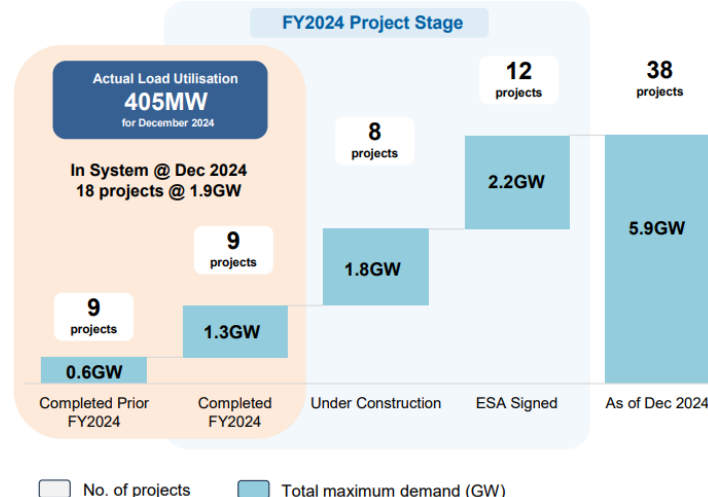 FY2024 Project Stage
Actual Load Utilisation
405MW
for December 2024
In System @ Dec 2024
18 projects @ 1.9GW
9
projects
9
projects
8
projects
12
projects
38
projects
0.6GW
1.3GW
1.8GW
2.2GW
5.9GW
Completed Prior
FY2024
Completed
FY2024
Under Construction
ESA Signed
As of Dec 2024
No. of projects
Total maximum demand (GW)